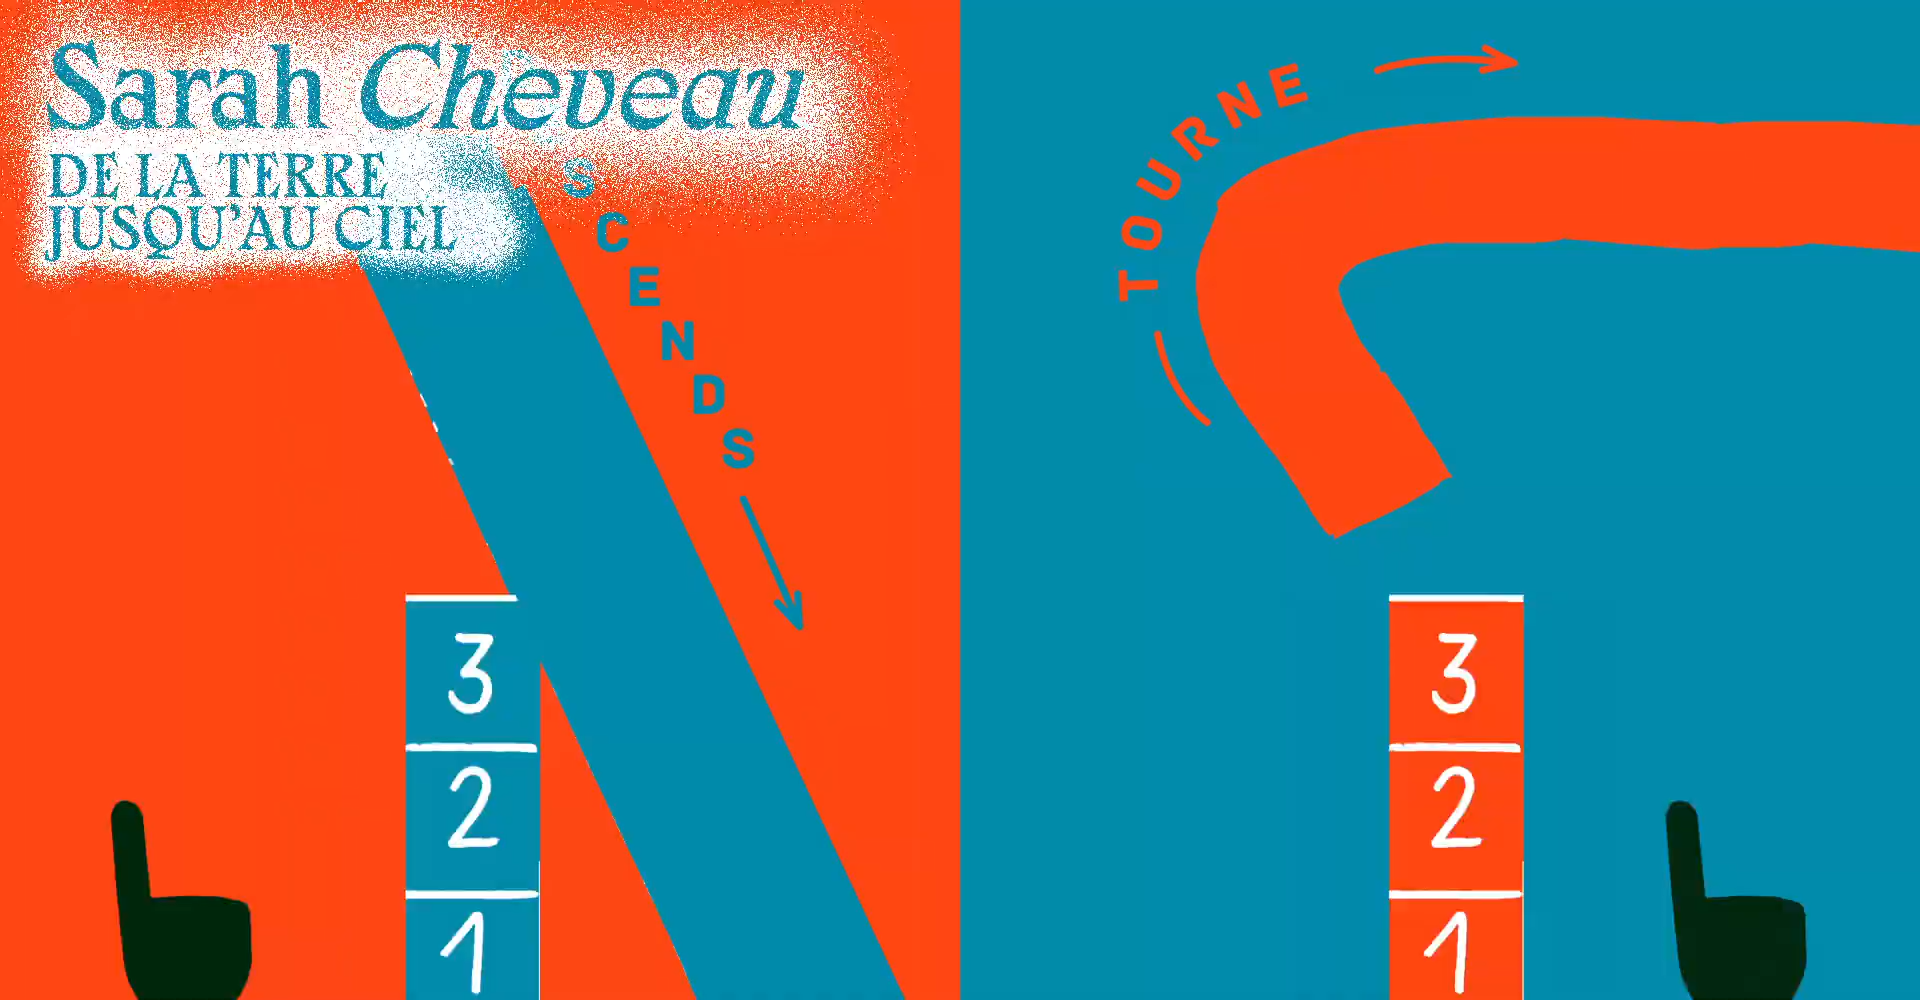 Sarah Cheveau
DE LA TERRE
JUSQU'AU CIEL
SCENDS
3
2
1
TOURNE
3
2
1